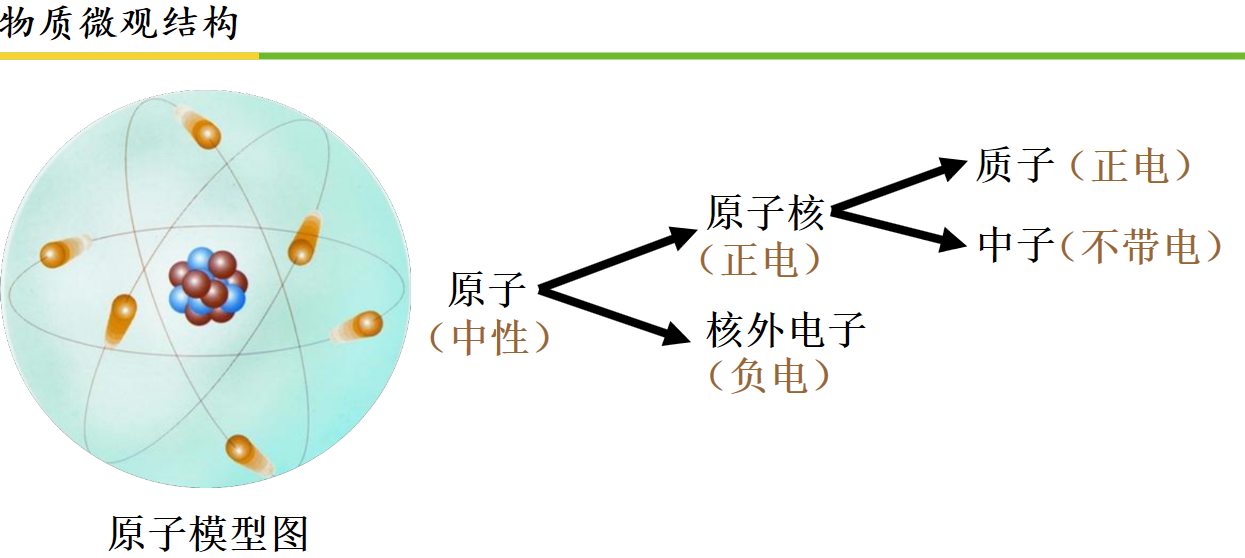 物质微观结构
质子（正电）
原子核
（正电）
中子（不带电）
原子
（中性）
核外电子
（负电）
原子模型图